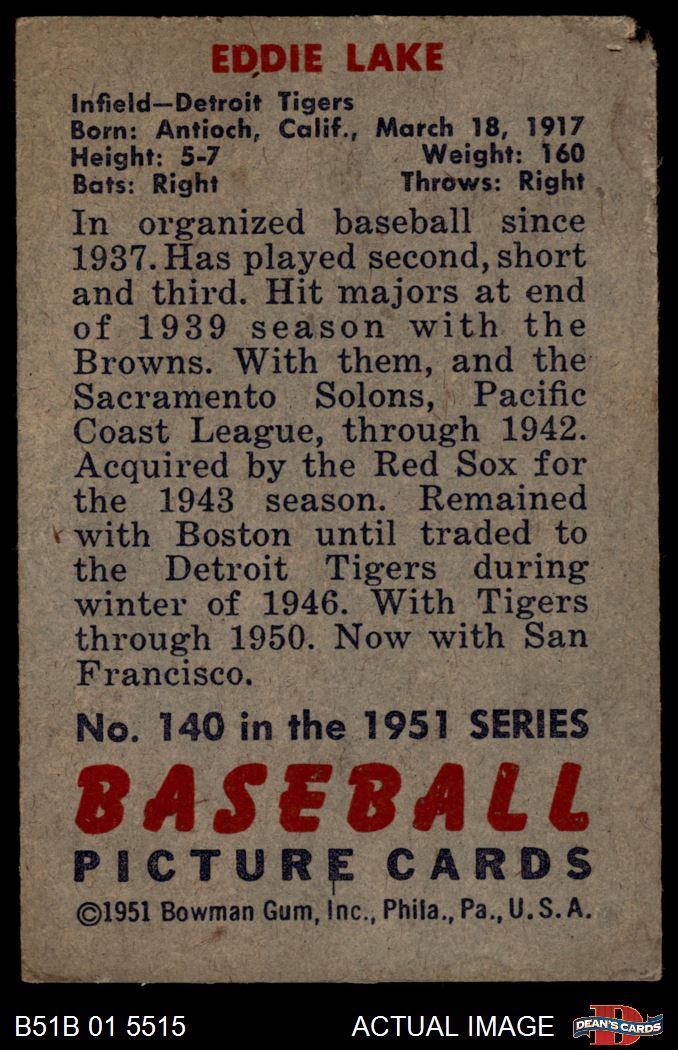 EDDIE LAKE
Infield—Detroit Tigers
Born: Antioch, Calif., March 18, 1917
Height: 5-7 Weight: 160
Bats: Right Throws: Right
In organized baseball since
1937. Has played second, short
and third. Hit majors at end
of 1939 season with the
Browns. With them, and the
Sacramento Solons, Pacific
Coast League, through 1942.
Acquired by the Red Sox for
the 1943 season. Remained
with Boston until traded to
the Detroit Tigers during
winter of 1946. With Tigers
through 1950. Now with San
Francisco.
No. 140 in the 1951 SERIES
BASEBALL
PICTURE CARDS
©1951 Bowman Gum, Inc., Phila., Pa., U. S. A.
B51B 01 5515 ACTUAL IMAGE D DEAN'S CARDS